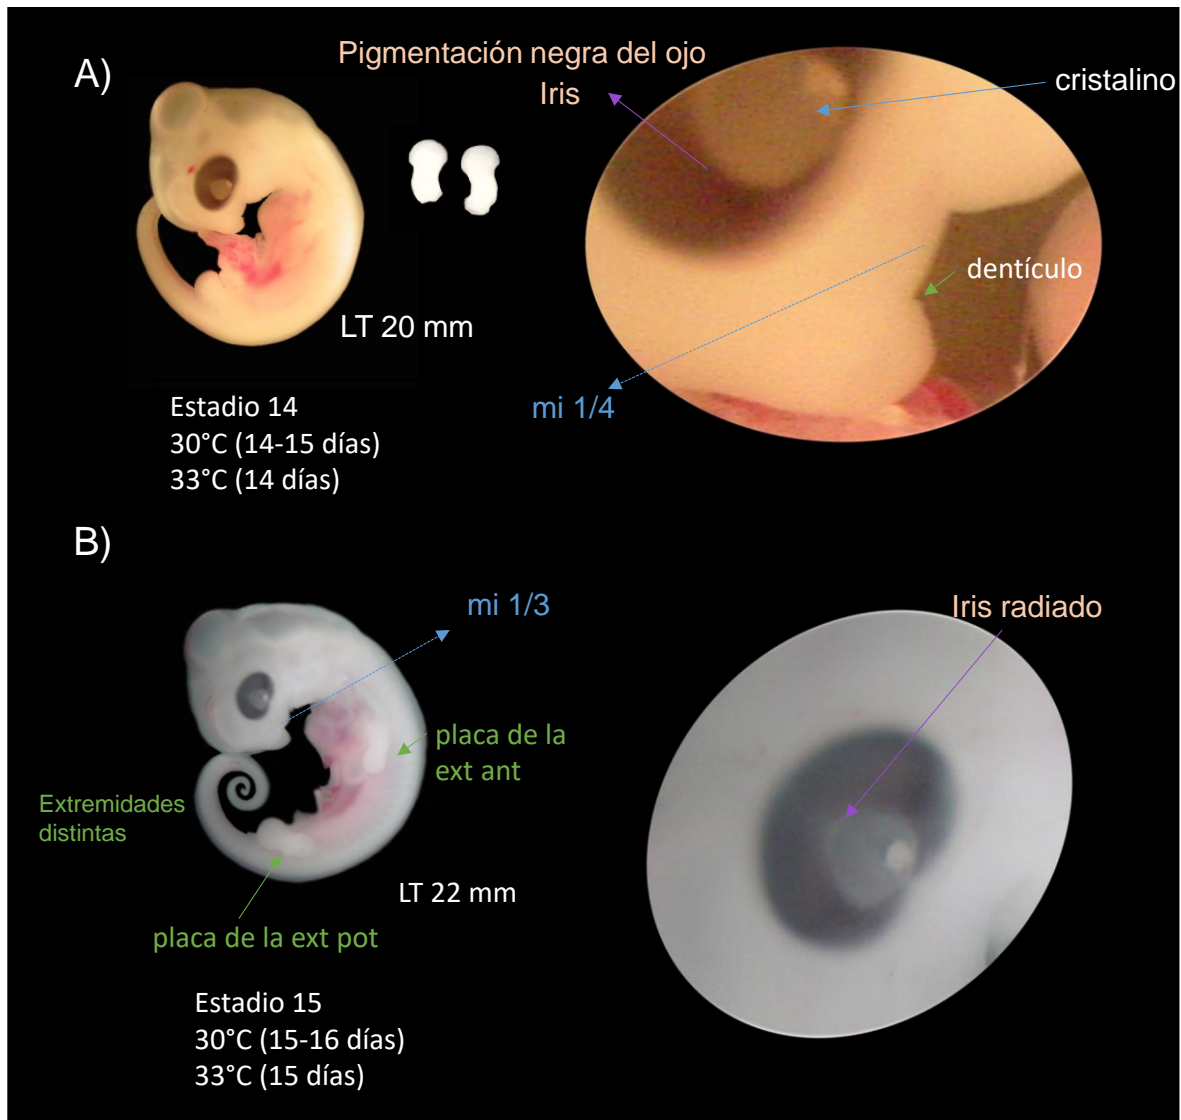 A)
Pigmentación negra del ojo
Iris
cristalino
dentículo
LT 20 mm
mi 1/4
Estadio 14
30°C (14-15 días)
33°C (14 días)
B)
mi 1/3
Iris radiado
placa de la
ext ant
Extremidades
distintas
LT 22 mm
placa de la ext pot
Estadio 15
30°C (15-16 días)
33°C (15 días)